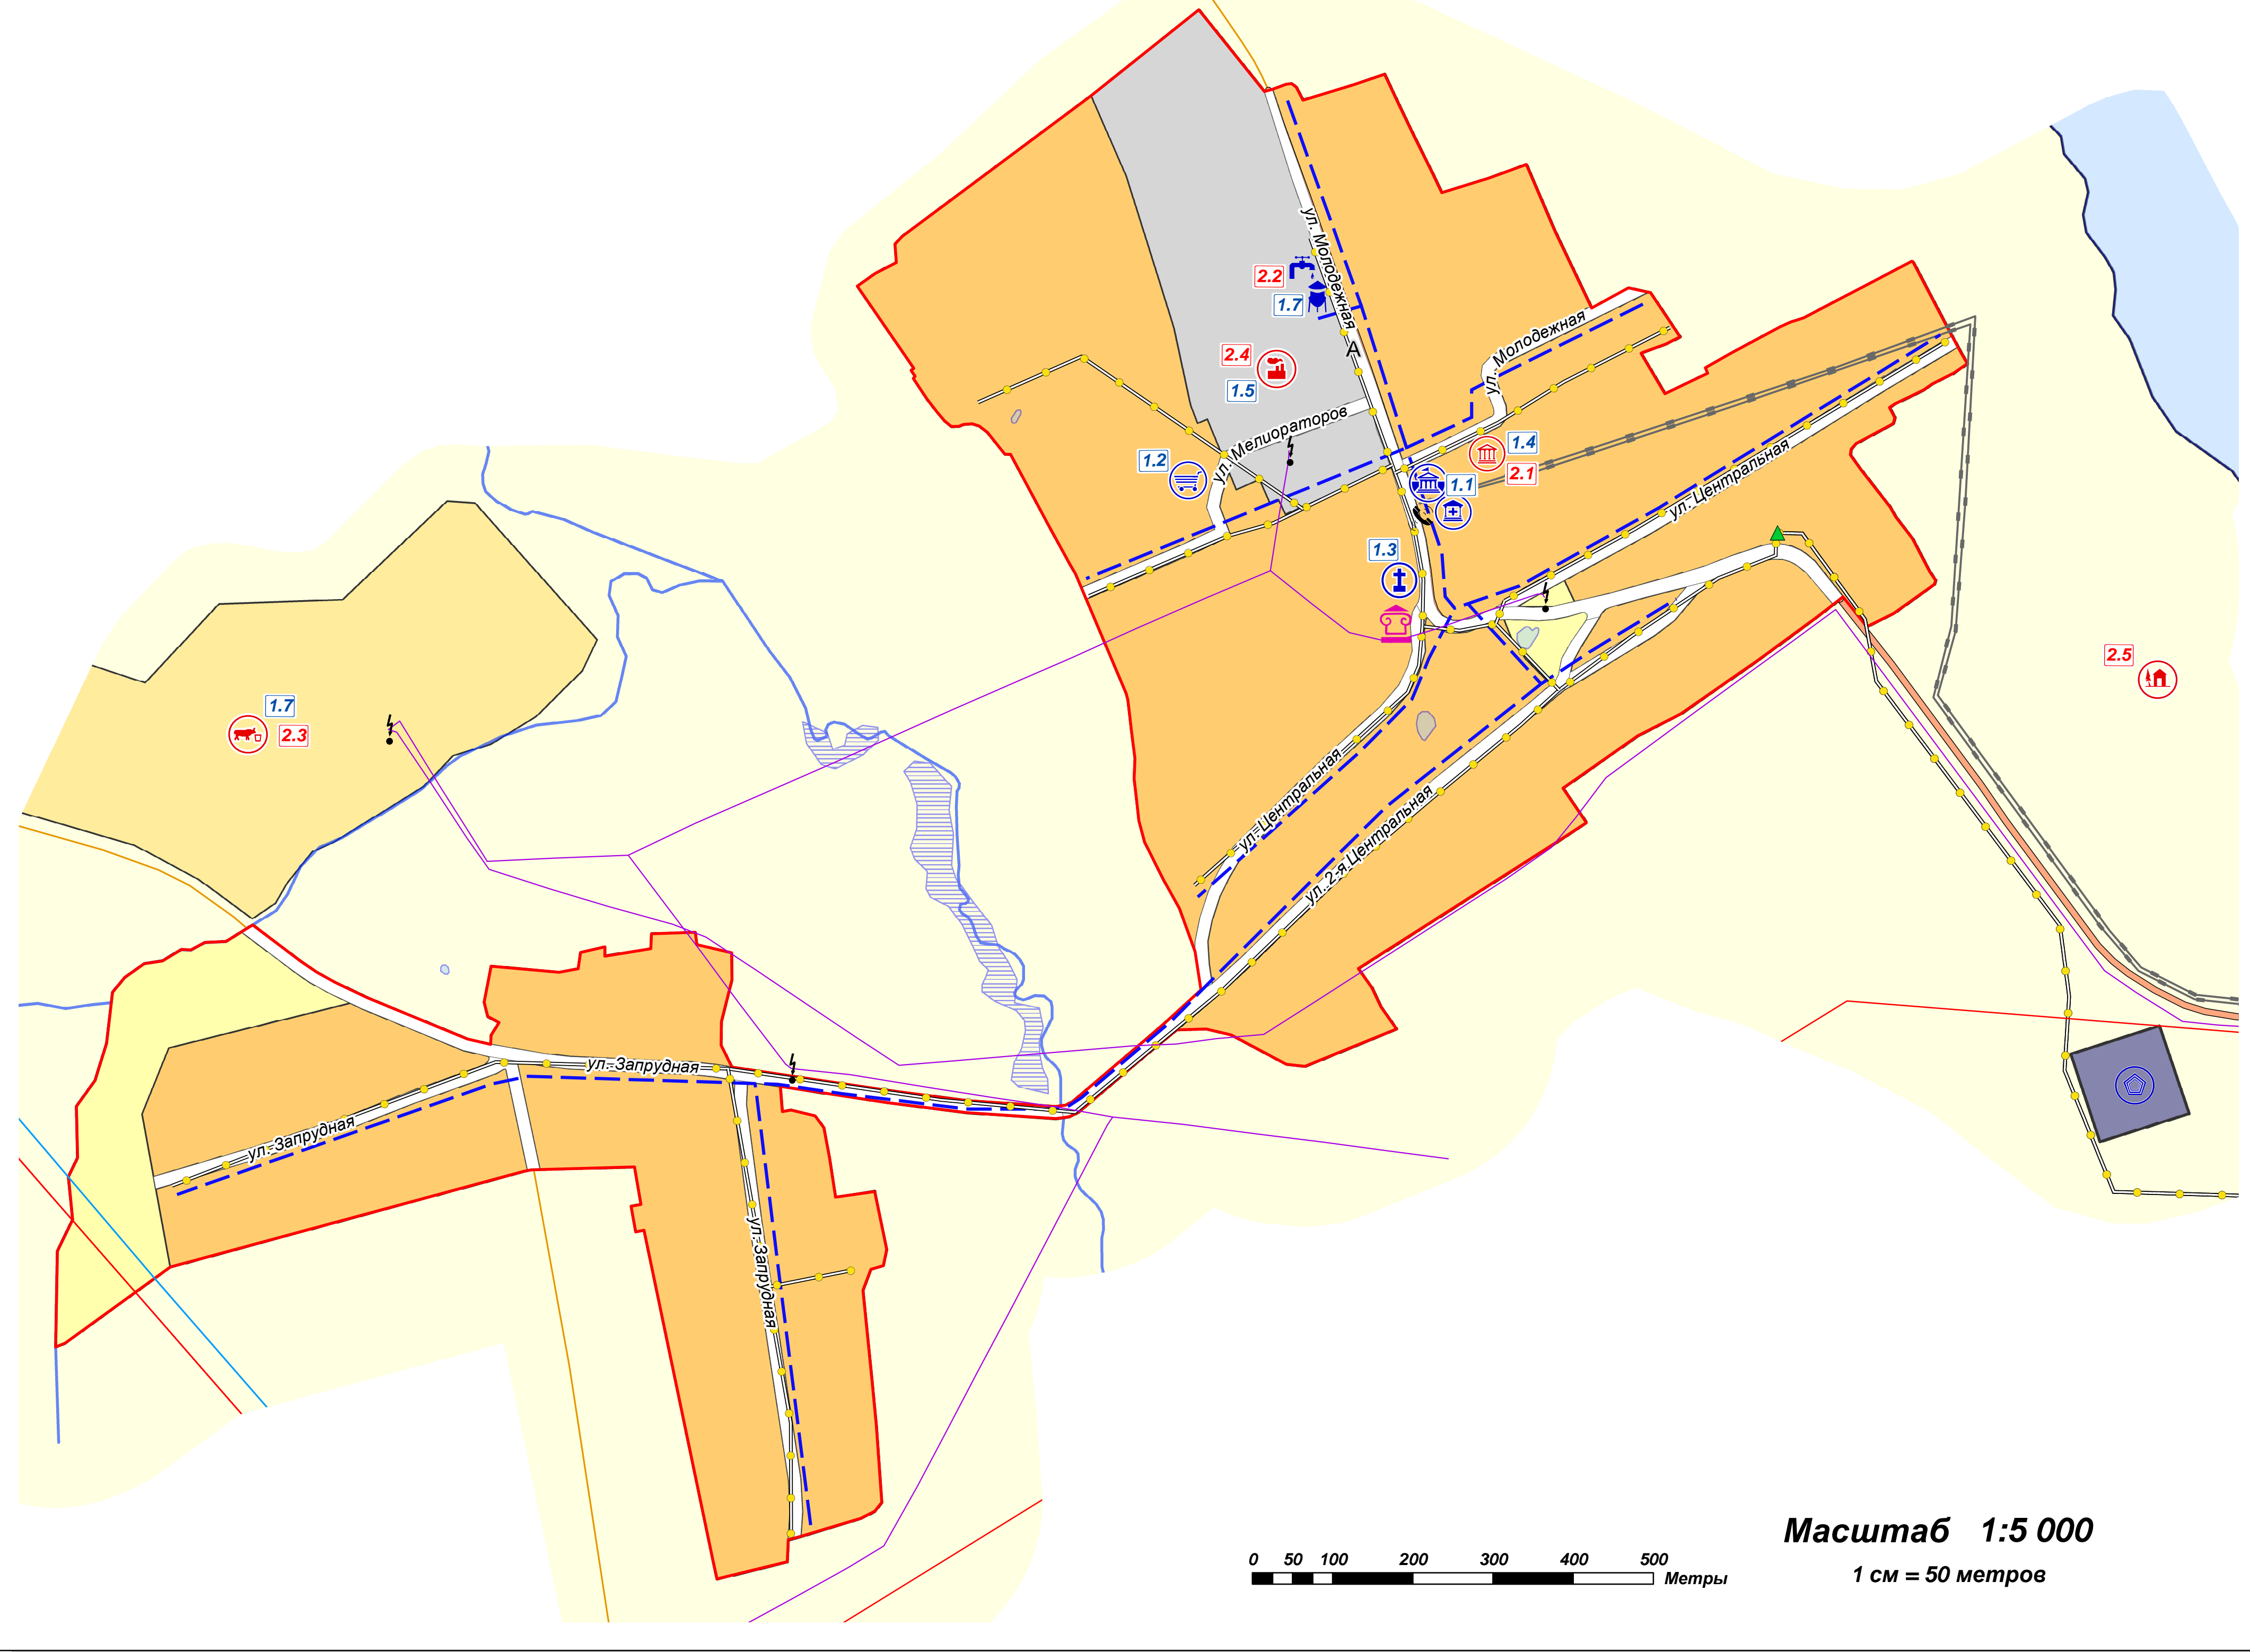 ул. Молодежная
2.2
1.7
А
ул. Молодежная
2.4
1.5
ул. Мелиораторов
1.2
1.4
2.1
1.1
ул. Центральная
1.3
2.5
1.7
2.3
ул. Центральная
ул. 2-я Центральная
ул. Запрудная
ул. Запрудная
ул. Запрудная
Масштаб 1:5 000
1 см = 50 метров
0 50 100 200 300 400 500
Метры